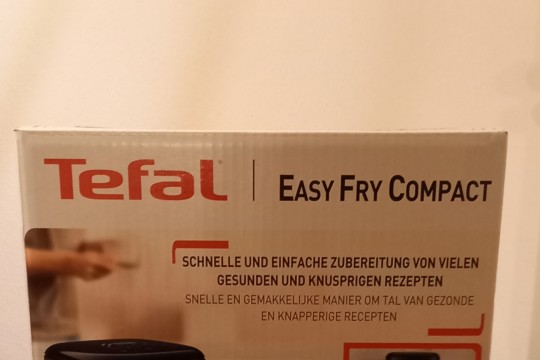 Tefal | EASY FRY COMPACT
SCHNELLE UND EINFACHE ZUBEREITUNG VON VIELEN
GESUNDEN UND KNUSPRIGEN REZEPTEN
SNELLE EN GEMAKKELIJKE MANIER OM TAL VAN GEZONDE
EN KNAPPERIGE RECEPTEN